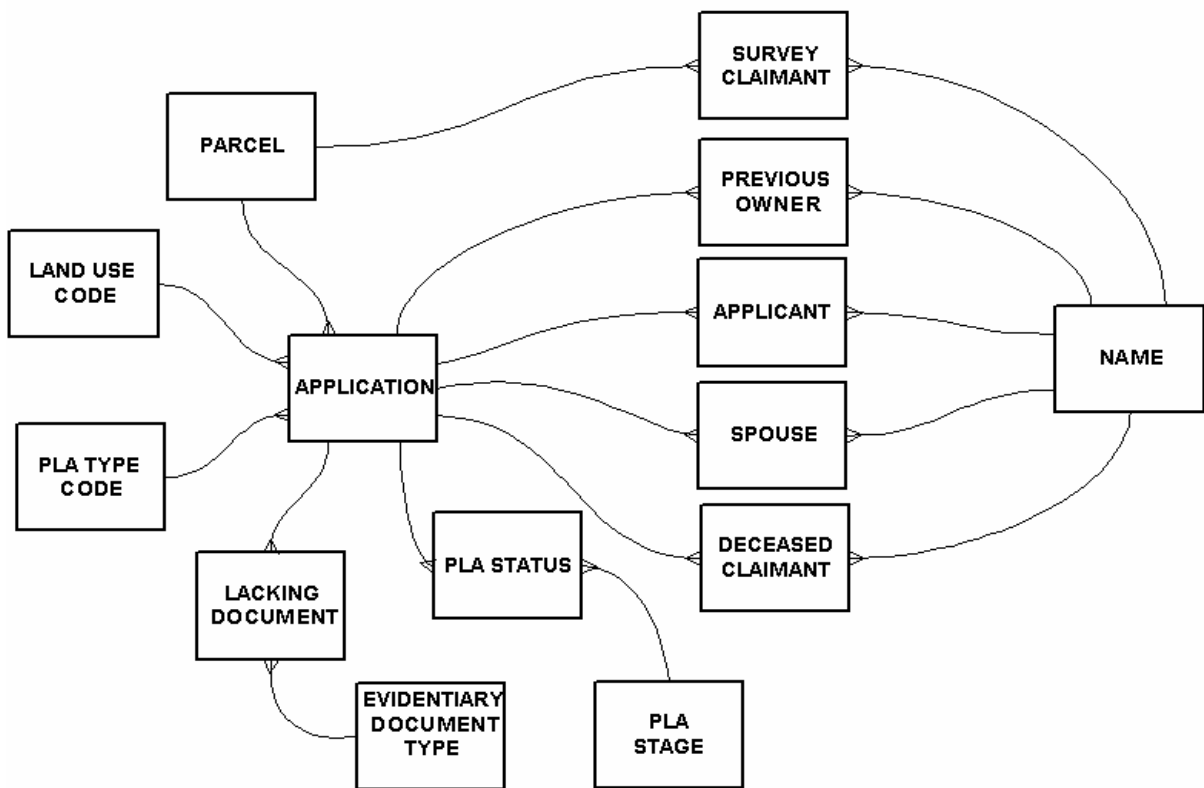 SURVEY
CLAIMANT
PARCEL
PREVIOUS
OWNER
LAND USE
CODE
APPLICANT
NAME
APPLICATION
SPOUSE
PLA TYPE
CODE
PLA STATUS
DECEASED
CLAIMANT
LACKING
DOCUMENT
EVIDENTIARY
DOCUMENT
TYPE
PLA
STAGE